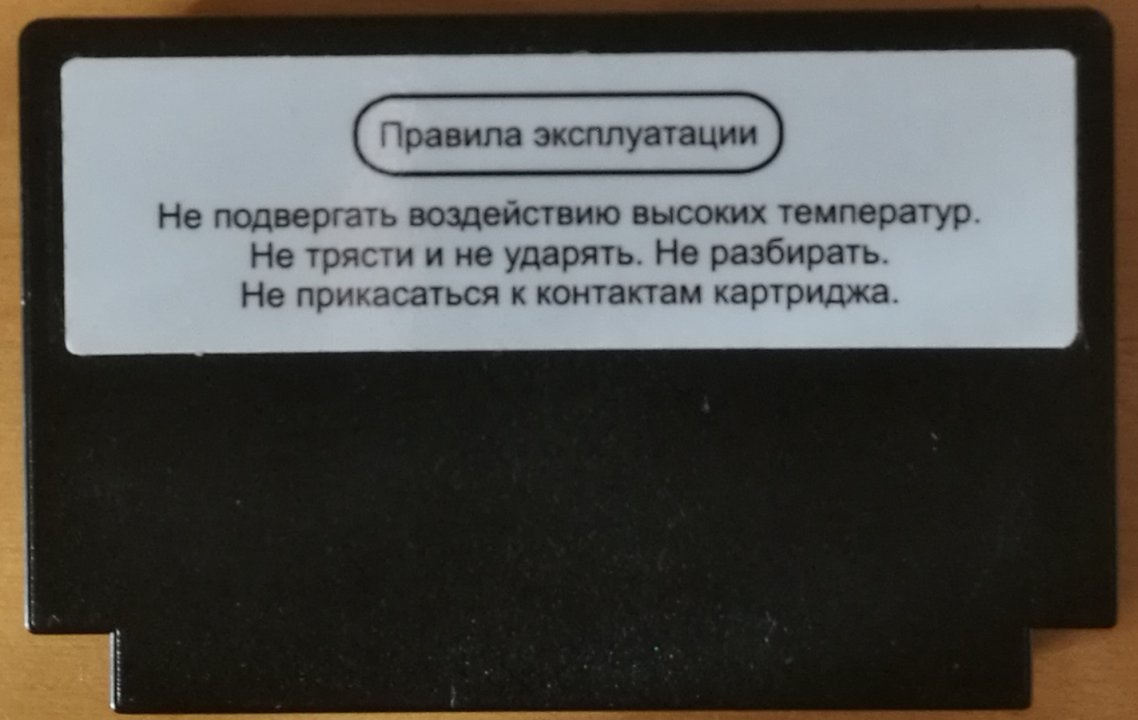 Правила эксплуатации
Не подвергать воздействию высоких температур.
Не трясти и не ударять. Не разбирать.
Не прикасаться к контактам картриджа.